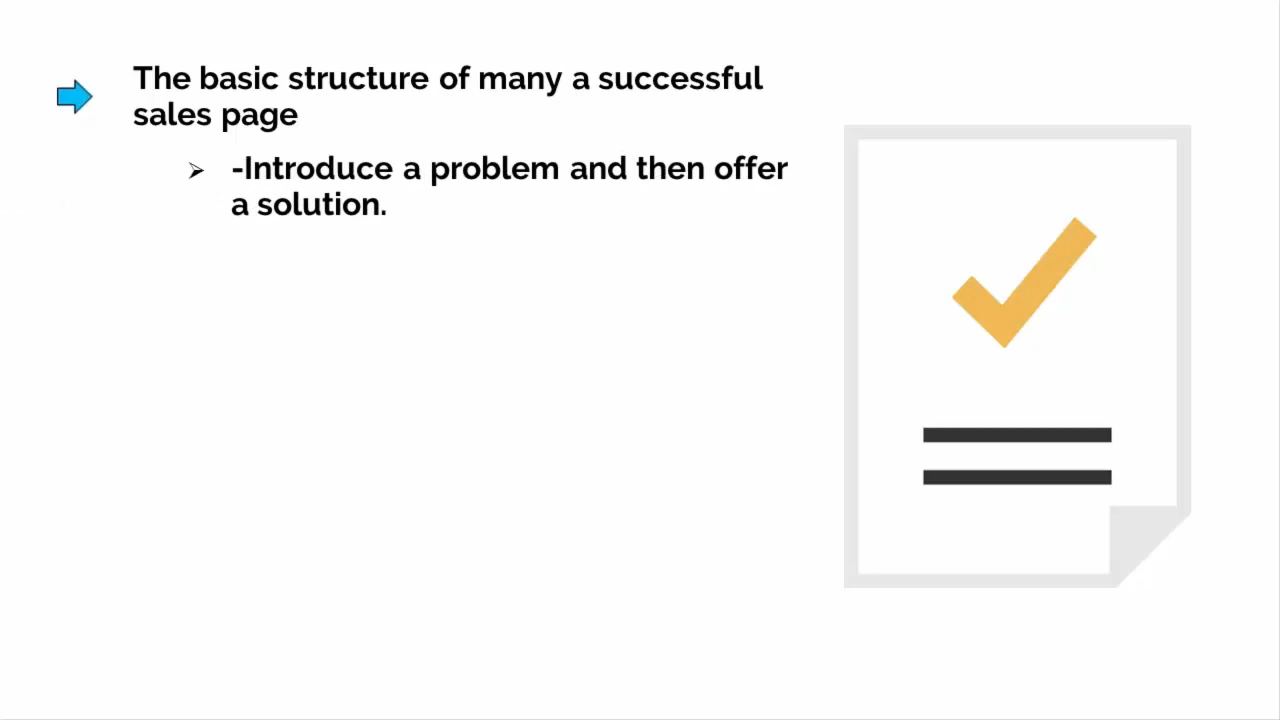 The basic structure of many a successful
sales page
-Introduce a problem and then offer
a solution.